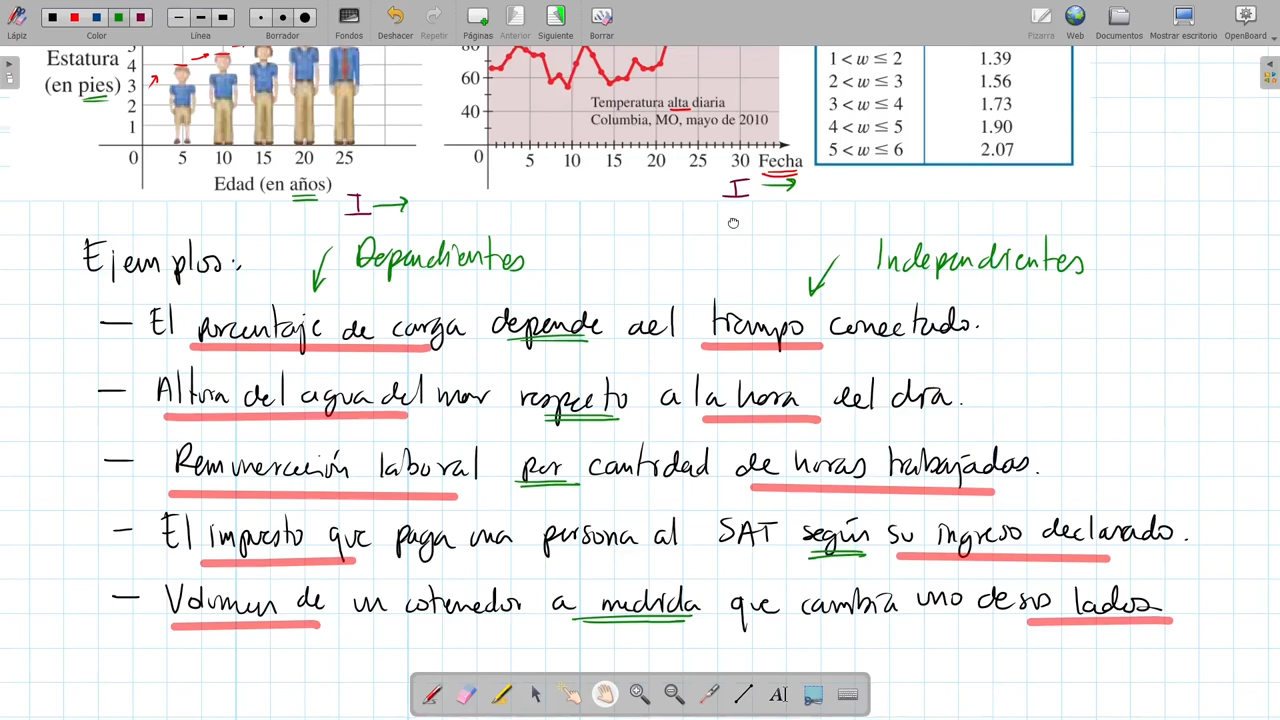 Lápiz Color Línea Borrador Fondos Deshacer Repetir Páginas Anterior Siguiente Borrar Pizarra Web Documentos Mostrar escritorio OpenBoard
Estatura
(en pies)
5
4
3
2
1
0 5 10 15 20 25
Edad (en años)
I
80
60
40
Temperatura alta diaria
Columbia, MO, mayo de 2010
0 5 10 15 20 25 30 Fecha
I
1 < w ≤ 2 1.39
2 < w ≤ 3 1.56
3 < w ≤ 4 1.73
4 < w ≤ 5 1.90
5 < w ≤ 6 2.07
Ejemplos: Dependientes Independientes
— El porcentaje de carga depende del tiempo conectado.
— Altura del agua del mar respecto a la hora del día.
— Remuneración laboral por cantidad de horas trabajadas.
— El impuesto que paga una persona al SAT según su ingreso declarado.
— Volumen de un cotenedor a medida que cambia uno de sus lados